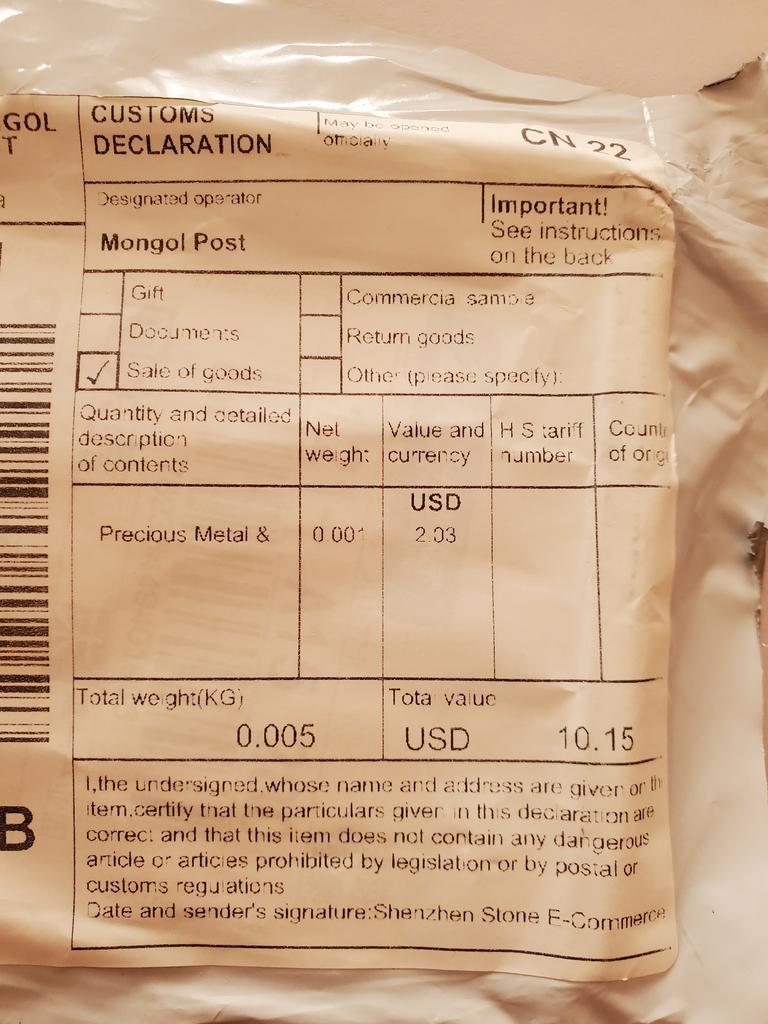 GOL
T
a
CUSTOMS
DECLARATION
May be opened
officially
CN 22
Designated operator
Mongol Post
Important!
See instructions
on the back
Gift
Commercial sample
Documents
Return goods
✓ Sale of goods
Other (please specify):
Quantity and detailed
description
of contents
Net
weight
Value and
currency
H S tariff
number
Count
of orig
USD
Precious Metal & 0.001 2.03
Total weight(KG)
0.005
Total value
USD 10.15
I,the undersigned,whose name and address are given on th
item,certify that the particulars given in this declaration are
correct and that this item does not contain any dangerous
article or articles prohibited by legislation or by postal or
customs regulations
Date and sender's signature:Shenzhen Stone E-Commerce
B